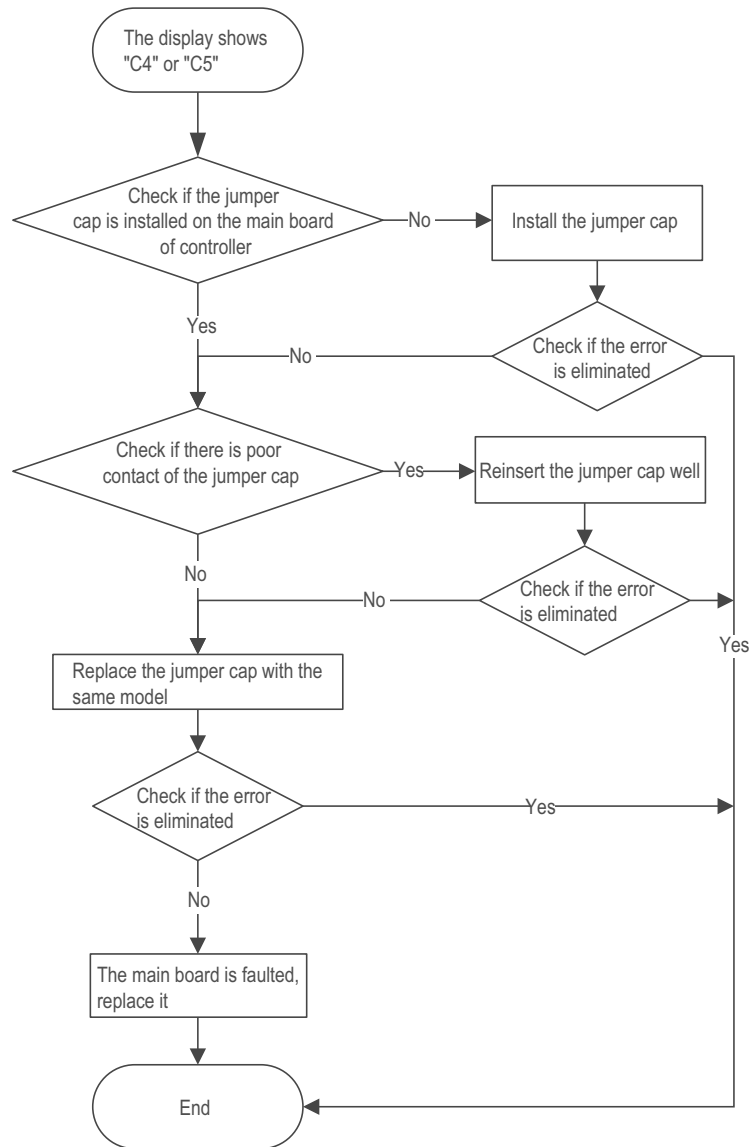 The display shows
"C4" or "C5"
Check if the jumper
cap is installed on the main board
of controller
No
Install the jumper cap
Yes
No
Check if the error
is eliminated
Check if there is poor
contact of the jumper cap
Yes
Reinsert the jumper cap well
No
No
Check if the error
is eliminated
Yes
Replace the jumper cap with the
same model
Check if the error
is eliminated
Yes
No
The main board is faulted,
replace it
End